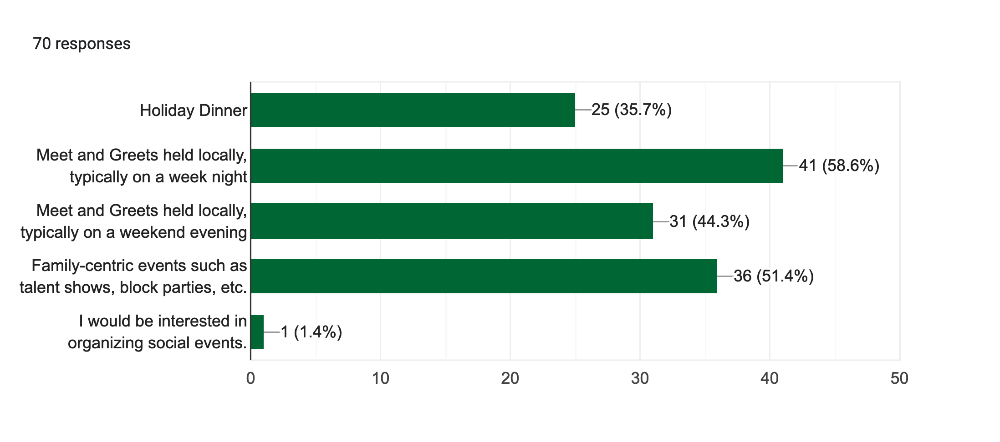 70 responses
Holiday Dinner
25 (35.7%)
Meet and Greets held locally,
typically on a week night
41 (58.6%)
Meet and Greets held locally,
typically on a weekend evening
31 (44.3%)
Family-centric events such as
talent shows, block parties, etc.
36 (51.4%)
I would be interested in
organizing social events.
1 (1.4%)
0 10 20 30 40 50